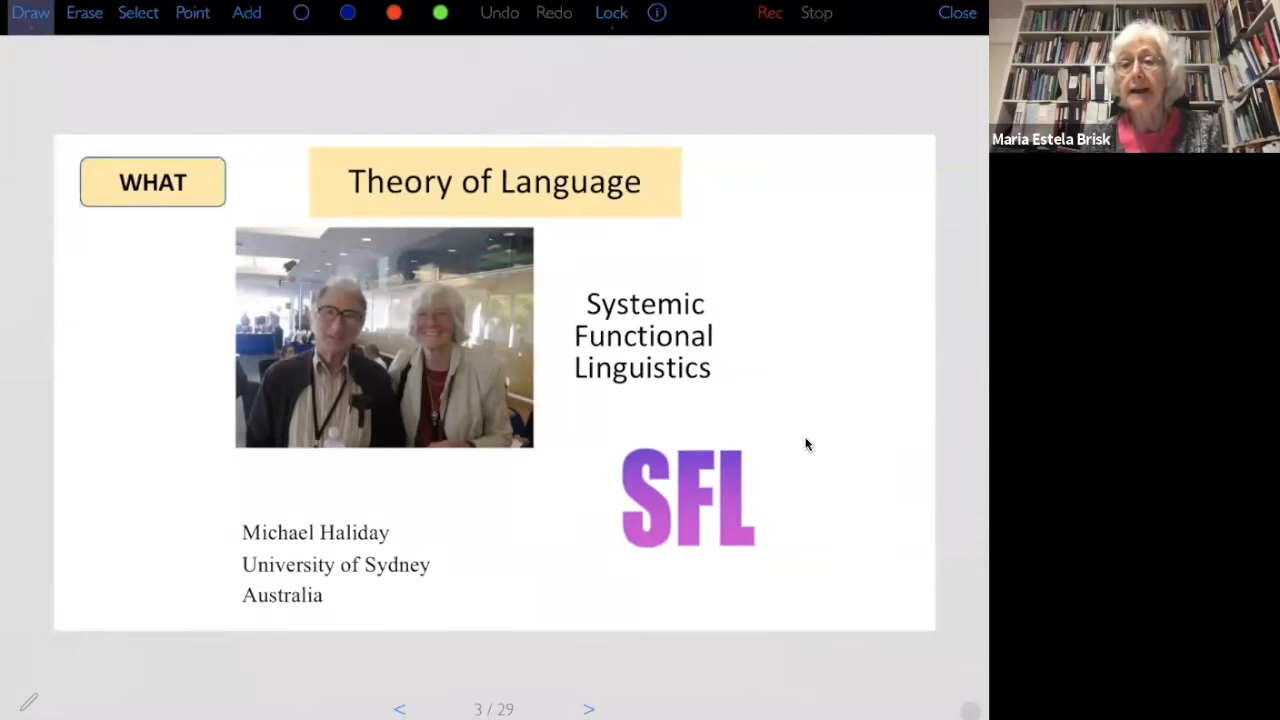 Draw Erase Select Point Add Undo Redo Lock Rec Stop Close
Maria Estela Brisk
WHAT
Theory of Language
Systemic
Functional
Linguistics
SFL
Michael Haliday
University of Sydney
Australia
< 3 / 29 >